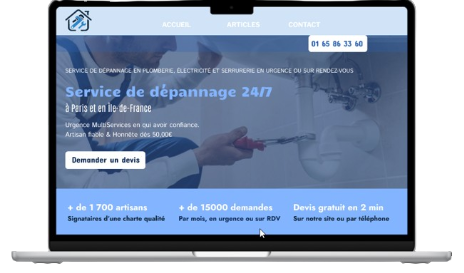 ACCUEIL ARTICLES CONTACT
01 65 86 33 60
SERVICE DE DÉPANNAGE EN PLOMBERIE, ÉLECTRICITÉ ET SERRURERIE EN URGENCE OU SUR RENDEZ-VOUS
Service de dépannage 24/7
à Paris et en Île-de-France
Urgence MultiServices en qui avoir confiance.
Artisan fiable & Honnête dès 50,00€
Demander un devis
+ de 1 700 artisans + de 15000 demandes Devis gratuit en 2 min
Signataires d'une charte qualité Par mois, en urgence ou sur RDV Sur notre site ou par téléphone